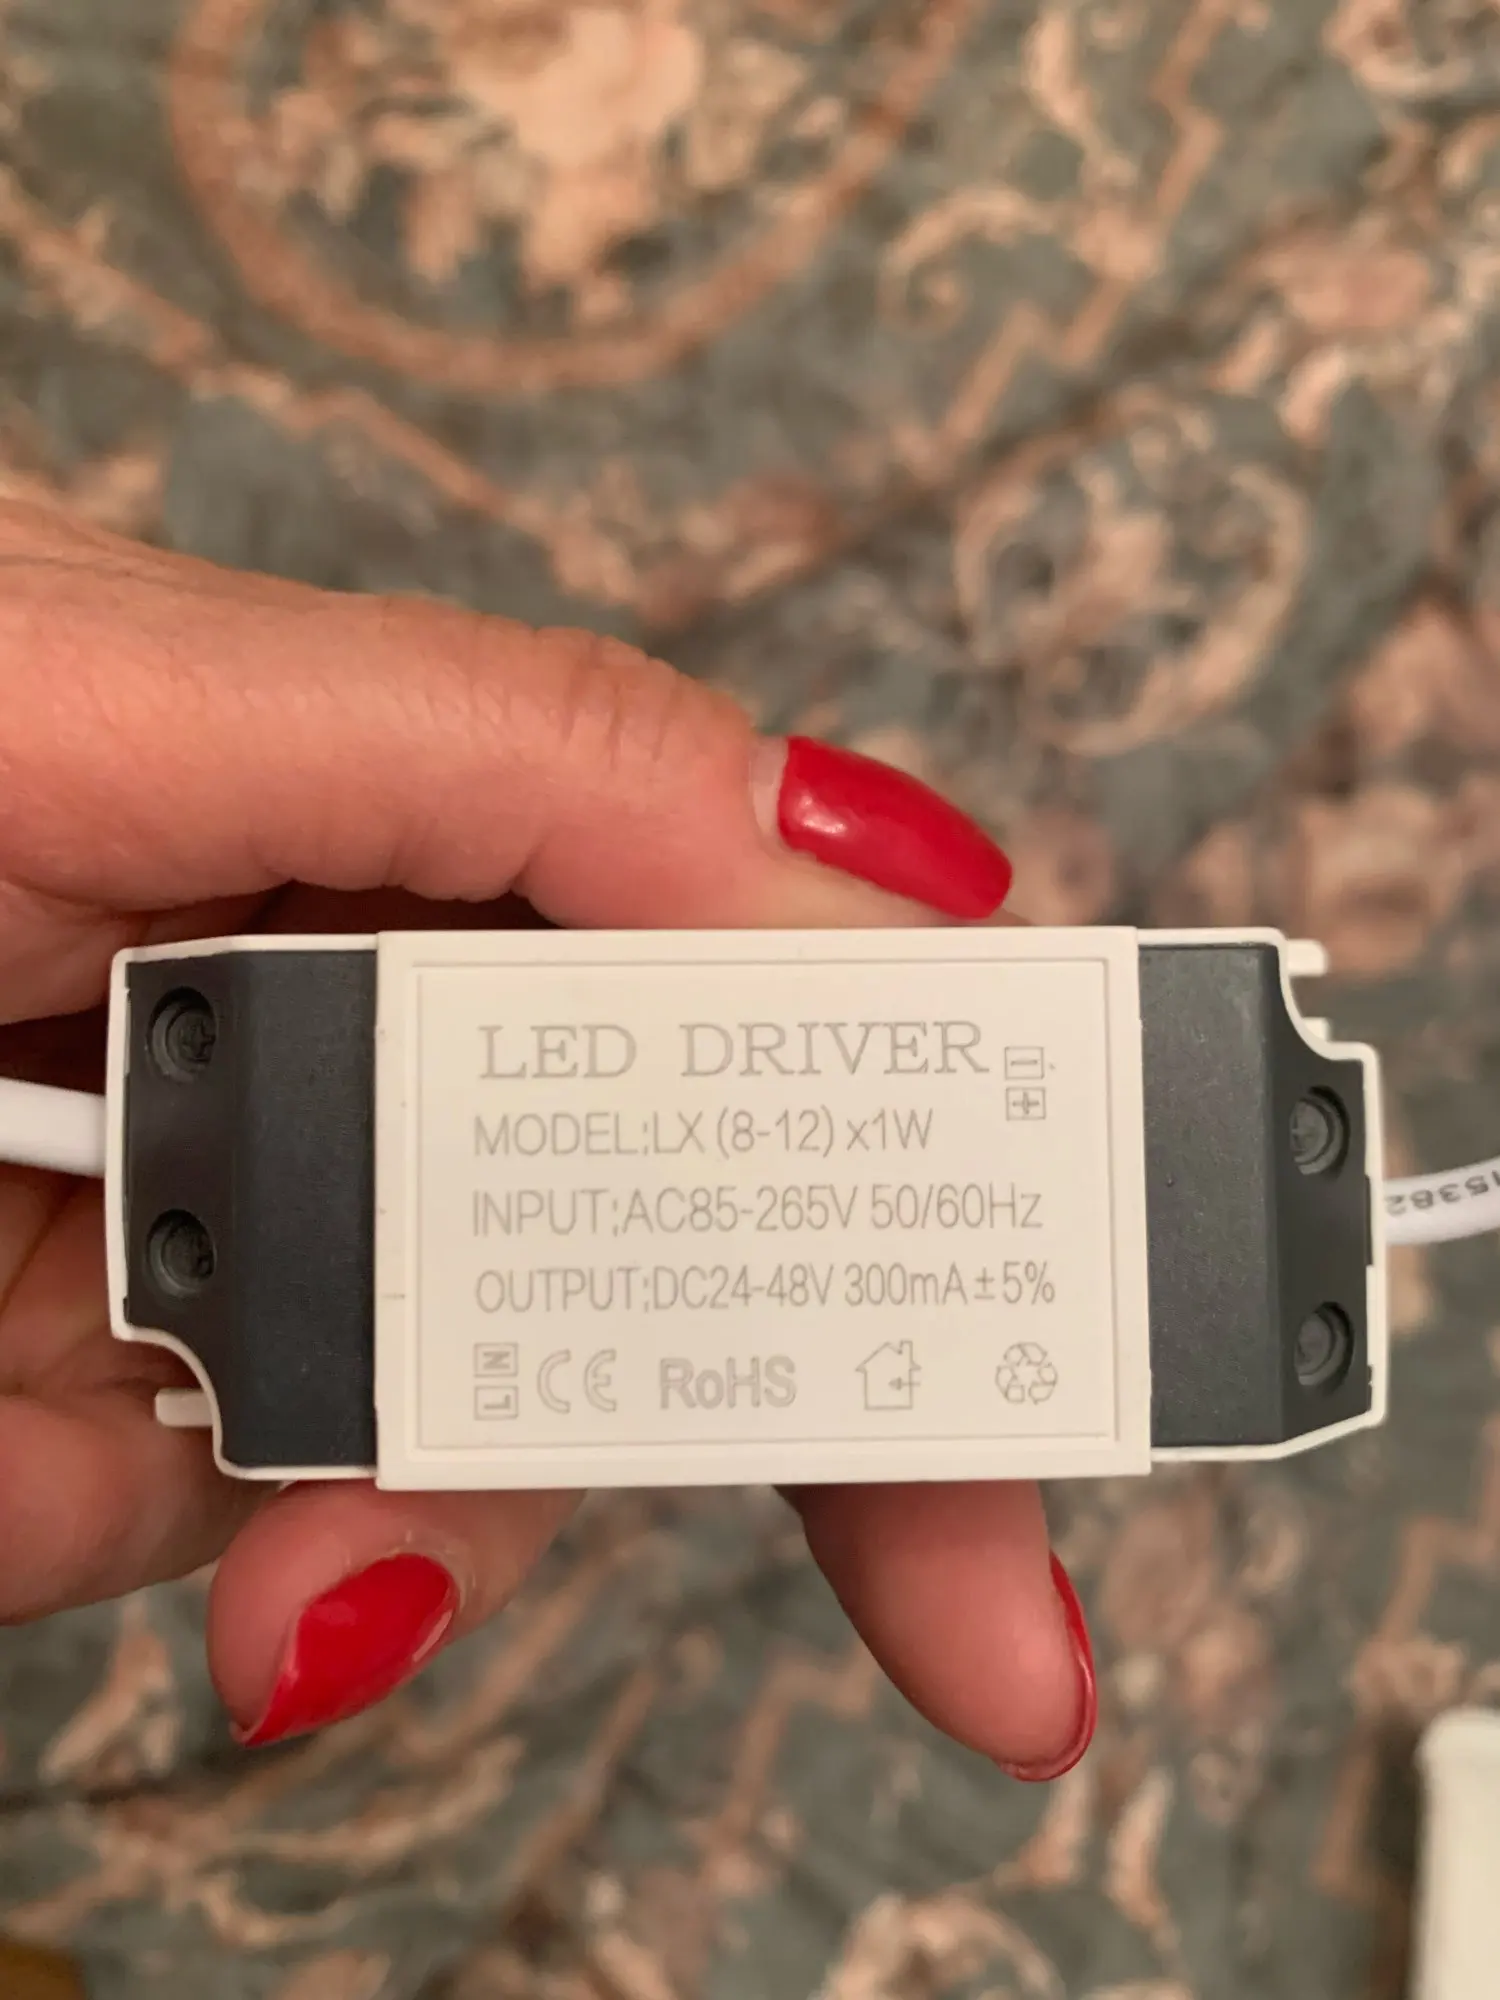 LED DRIVER
MODEL:LX (8-12) x1W
INPUT:AC85-265V 50/60Hz
OUTPUT:DC24-48V 300mA±5%
N
L
CE RoHS
15382